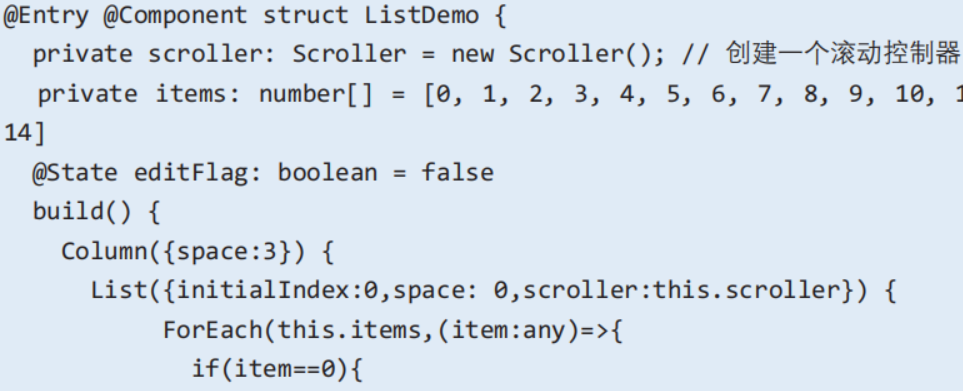 @Entry @Component struct ListDemo {
private scroller: Scroller = new Scroller(); // 创建一个滚动控制器
private items: number[] = [0, 1, 2, 3, 4, 5, 6, 7, 8, 9, 10, 1
14]
@State editFlag: boolean = false
build() {
Column({space:3}) {
List({initialIndex:0,space: 0,scroller:this.scroller}) {
ForEach(this.items,(item:any)=>{
if(item==0){